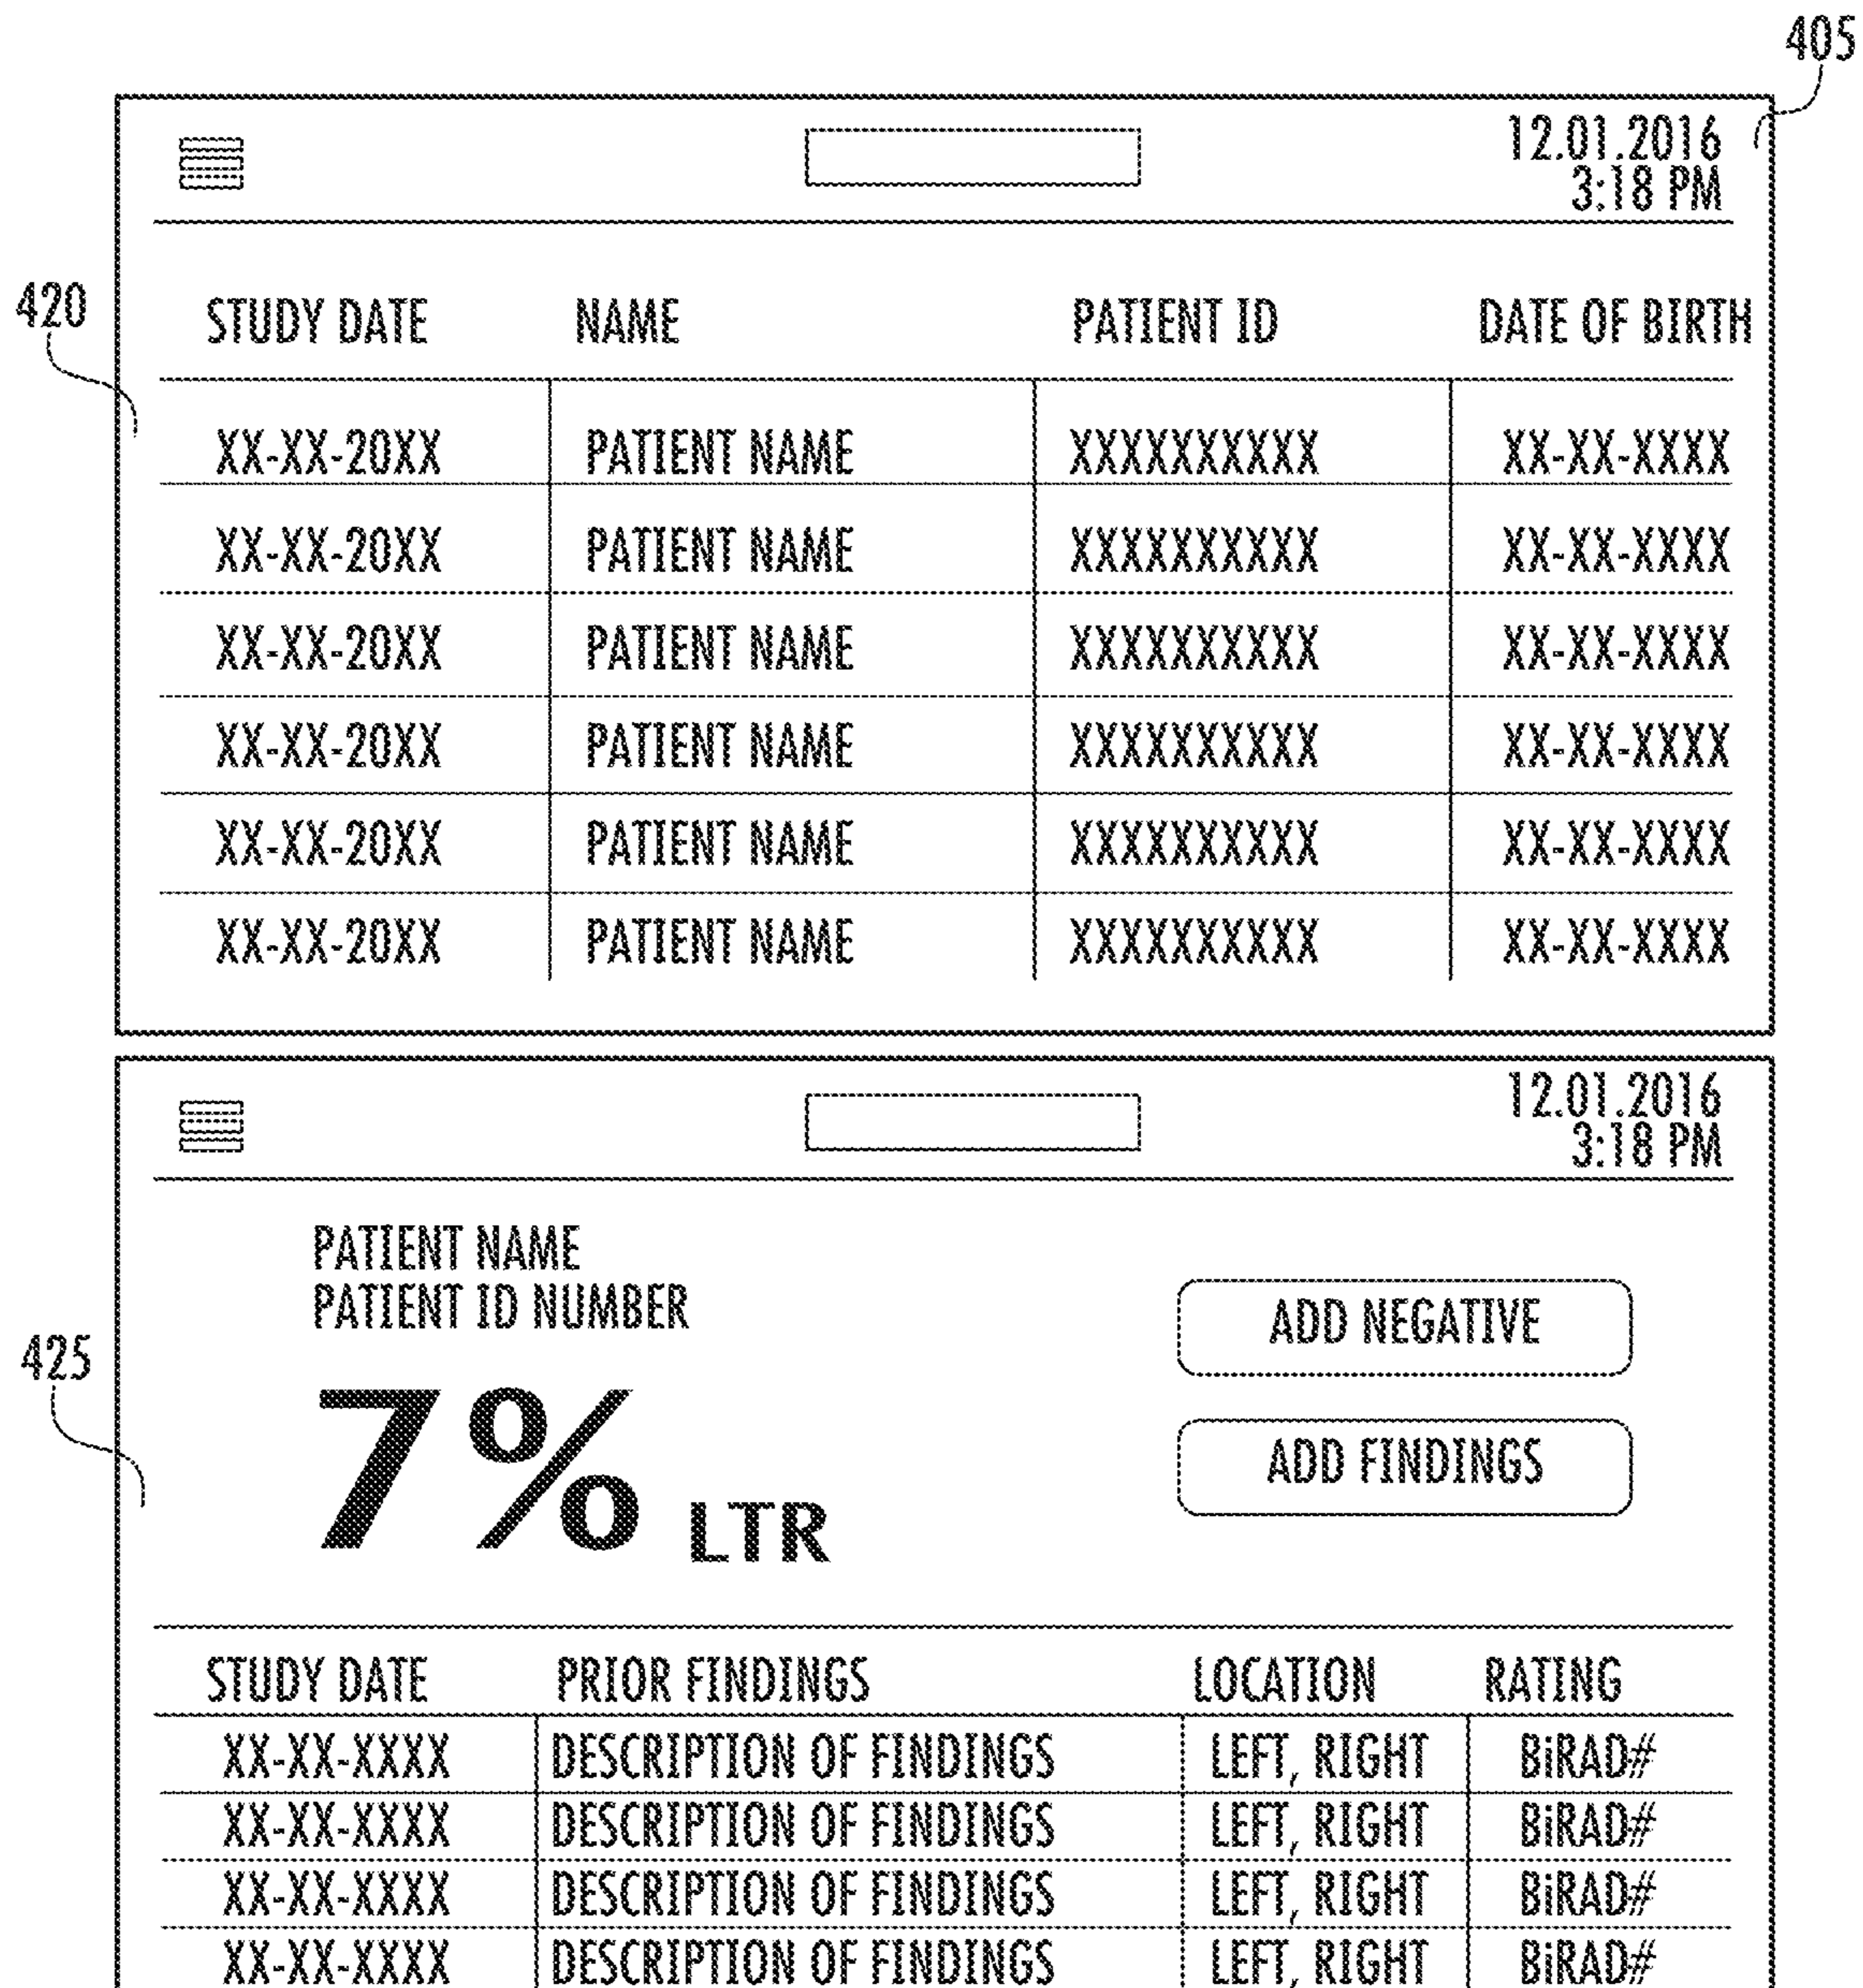 405
12.01.2016
3:18 PM
420
STUDY DATE NAME PATIENT ID DATE OF BIRTH
XX-XX-20XX PATIENT NAME XXXXXXXXXX XX-XX-XXXX
XX-XX-20XX PATIENT NAME XXXXXXXXXX XX-XX-XXXX
XX-XX-20XX PATIENT NAME XXXXXXXXXX XX-XX-XXXX
XX-XX-20XX PATIENT NAME XXXXXXXXXX XX-XX-XXXX
XX-XX-20XX PATIENT NAME XXXXXXXXXX XX-XX-XXXX
XX-XX-20XX PATIENT NAME XXXXXXXXXX XX-XX-XXXX
12.01.2016
3:18 PM
PATIENT NAME
PATIENT ID NUMBER
ADD NEGATIVE
425
7% LTR
ADD FINDINGS
STUDY DATE PRIOR FINDINGS LOCATION RATING
XX-XX-XXXX DESCRIPTION OF FINDINGS LEFT, RIGHT BiRAD#
XX-XX-XXXX DESCRIPTION OF FINDINGS LEFT, RIGHT BiRAD#
XX-XX-XXXX DESCRIPTION OF FINDINGS LEFT, RIGHT BiRAD#
XX-XX-XXXX DESCRIPTION OF FINDINGS LEFT, RIGHT BiRAD#